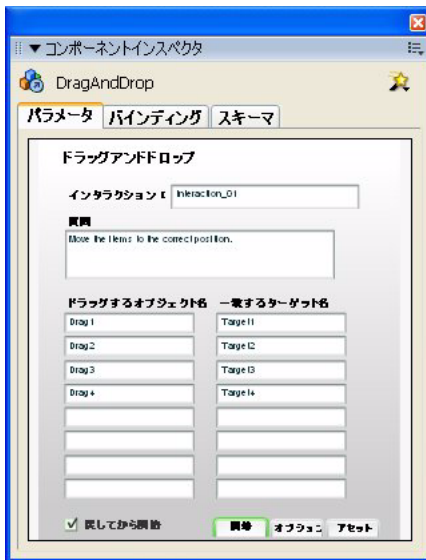 コンポーネントインスペクタ
DragAndDrop
パラメータ バインディング スキーマ
ドラッグアンドドロップ
インタラクション Interaction_01
質問
Move the items to the correct position.
ドラッグするオブジェクト名 一致するターゲット名
Drag1 Target1
Drag2 Target2
Drag3 Target3
Drag4 Target4
戻してから開始 開始 オプション アセット